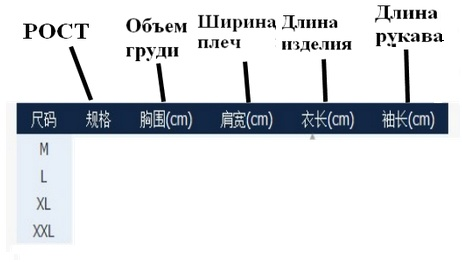 РОСТ
Объем
груди
Ширина
плеч
Длина
изделия
Длина
рукава
尺码 规格 胸围(cm) 肩宽(cm) 衣长(cm) 袖长(cm)
M
L
XL
XXL